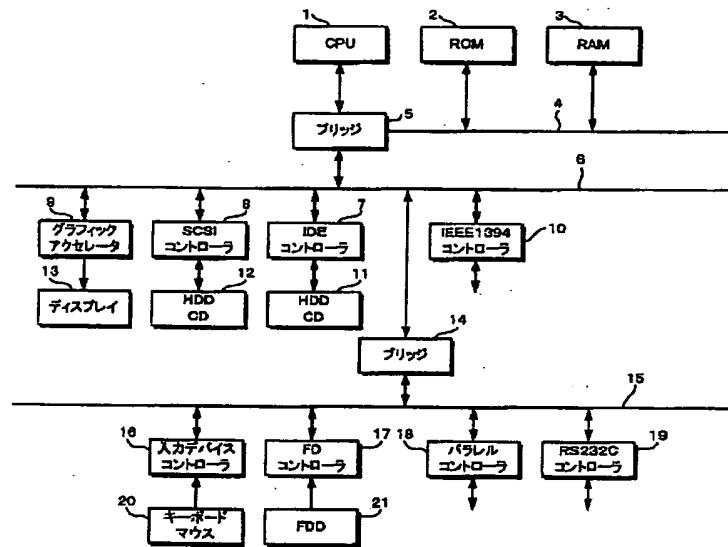 1
2
3
CPU
ROM
RAM
5
ブリッジ
4
6
9
8
7
グラフィック
アクセレータ
SCSI
コントローラ
IDE
コントローラ
IEEE1394
コントローラ
10
13
12
11
ディスプレイ
HDD
CD
HDD
CD
14
ブリッジ
15
16
入力デバイス
コントローラ
FD
コントローラ
17
18
パラレル
コントローラ
RS232C
コントローラ
19
20
キーボード
マウス
FDD
21